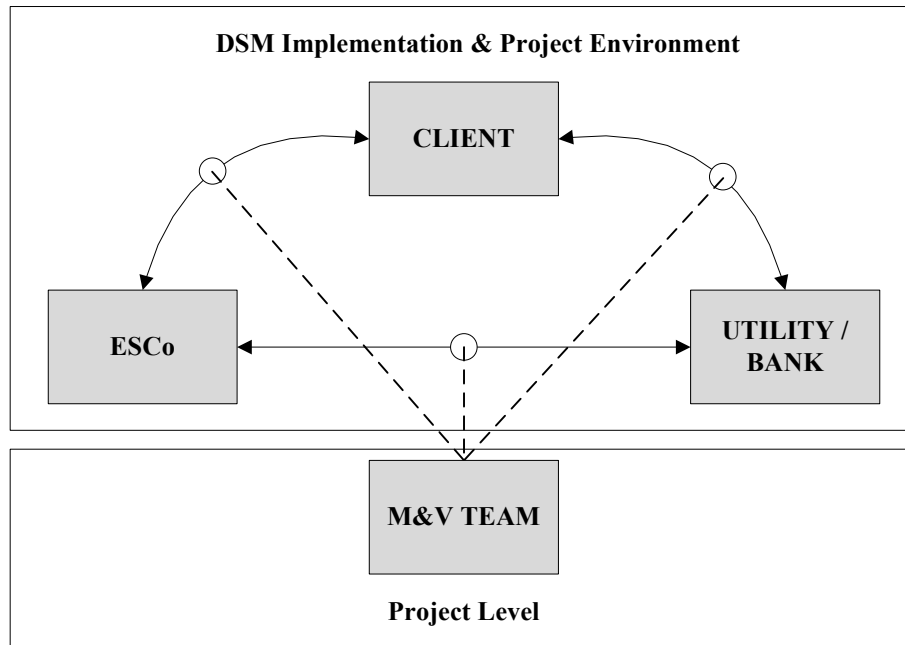 DSM Implementation & Project Environment
CLIENT
ESCo
UTILITY /
BANK
M&V TEAM
Project Level